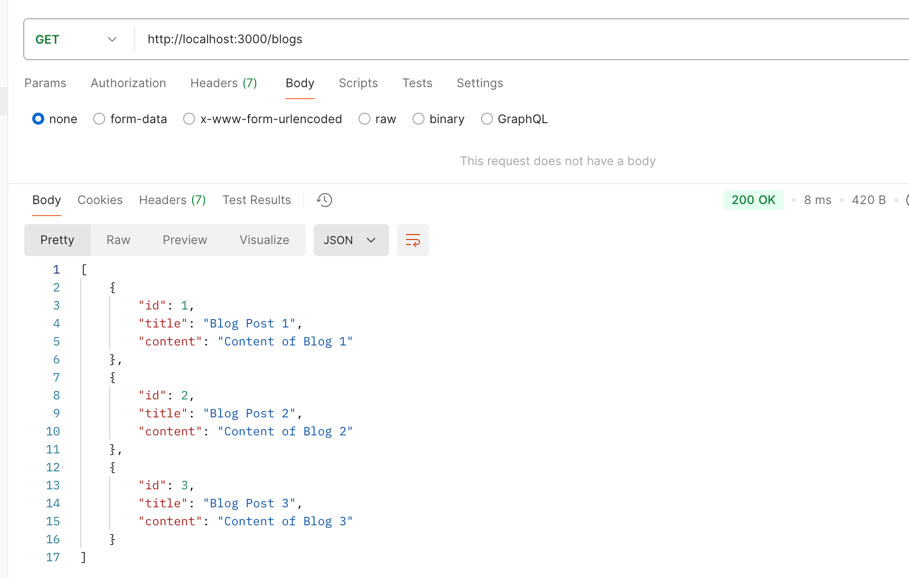 GET http://localhost:3000/blogs
Params Authorization Headers (7) Body Scripts Tests Settings
none form-data x-www-form-urlencoded raw binary GraphQL
This request does not have a body
Body Cookies Headers (7) Test Results 200 OK • 8 ms • 420 B •
Pretty Raw Preview Visualize JSON
1 [
2 {
3 "id": 1,
4 "title": "Blog Post 1",
5 "content": "Content of Blog 1"
6 },
7 {
8 "id": 2,
9 "title": "Blog Post 2",
10 "content": "Content of Blog 2"
11 },
12 {
13 "id": 3,
14 "title": "Blog Post 3",
15 "content": "Content of Blog 3"
16 }
17 ]